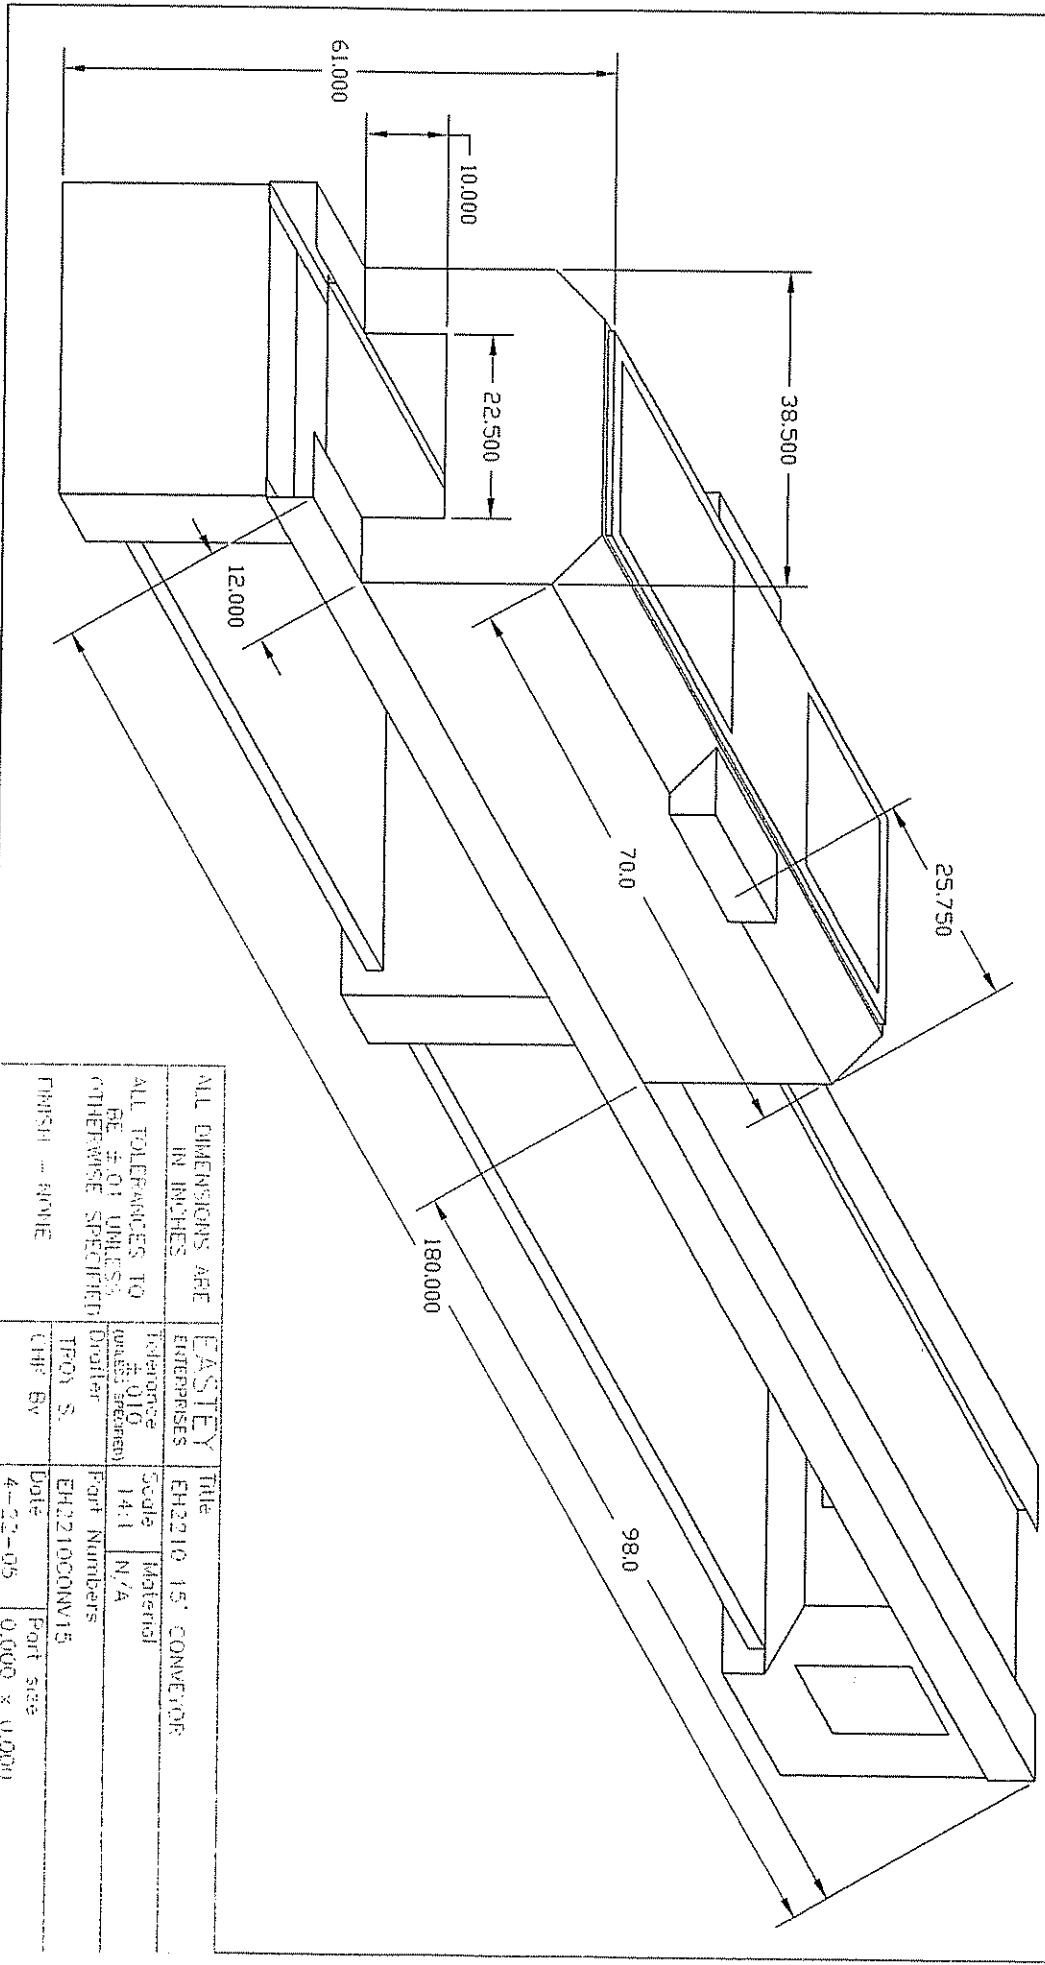 61.000
10.000
38.500
22.500
12.000
25.750
70.0
180.000
98.0
ALL DIMENSIONS ARE
IN INCHES
ALL TOLERANCES TO
BE ±.01 UNLESS
OTHERWISE SPECIFIED
FINISH - NONE
EASTEY
ENTERPRISES
Title
EH2210 15' CONVEYOR
Tolerance
±.010
(UNLESS SPECIFIED)
Scale
14:1
Material
N/A
Drafter
TROY S.
Part Numbers
EH2210CONV15
CHK By
Date
4-22-05
Part size
0.000 x 0.000